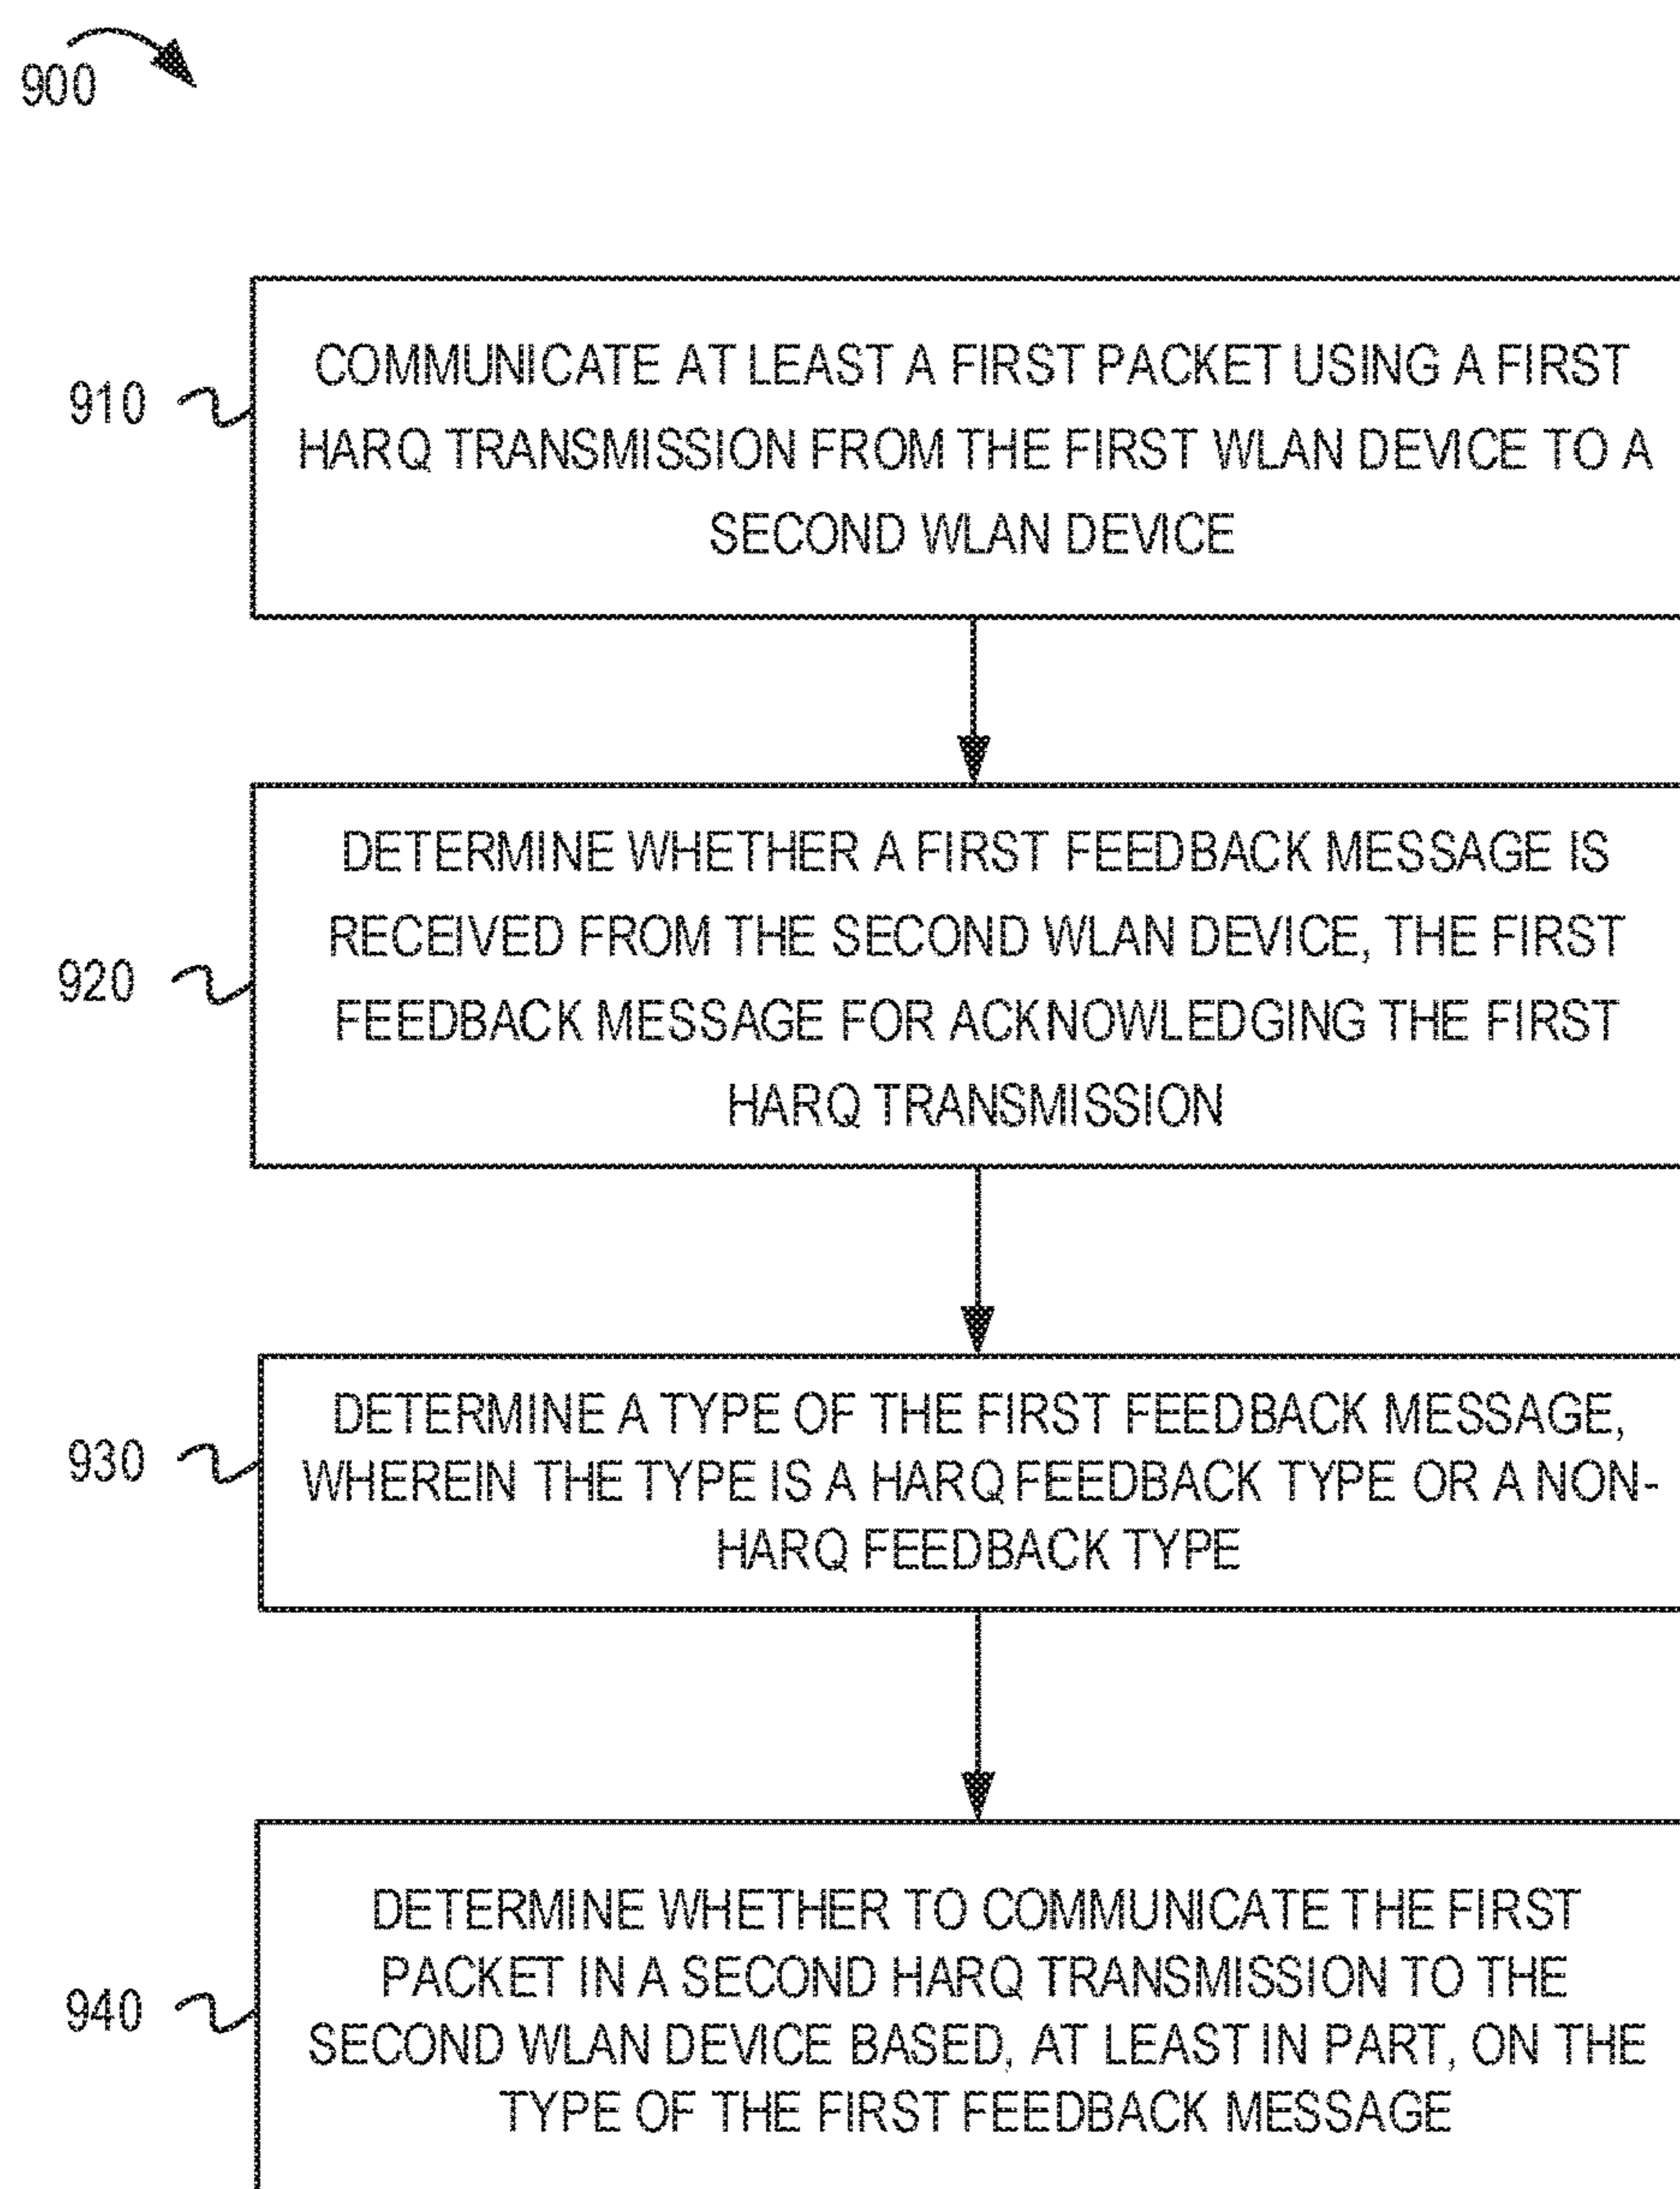 900
910
COMMUNICATE AT LEAST A FIRST PACKET USING A FIRST
HARQ TRANSMISSION FROM THE FIRST WLAN DEVICE TO A
SECOND WLAN DEVICE
920
DETERMINE WHETHER A FIRST FEEDBACK MESSAGE IS
RECEIVED FROM THE SECOND WLAN DEVICE, THE FIRST
FEEDBACK MESSAGE FOR ACKNOWLEDGING THE FIRST
HARQ TRANSMISSION
930
DETERMINE A TYPE OF THE FIRST FEEDBACK MESSAGE,
WHEREIN THE TYPE IS A HARQ FEEDBACK TYPE OR A NON-
HARQ FEEDBACK TYPE
940
DETERMINE WHETHER TO COMMUNICATE THE FIRST
PACKET IN A SECOND HARQ TRANSMISSION TO THE
SECOND WLAN DEVICE BASED, AT LEAST IN PART, ON THE
TYPE OF THE FIRST FEEDBACK MESSAGE